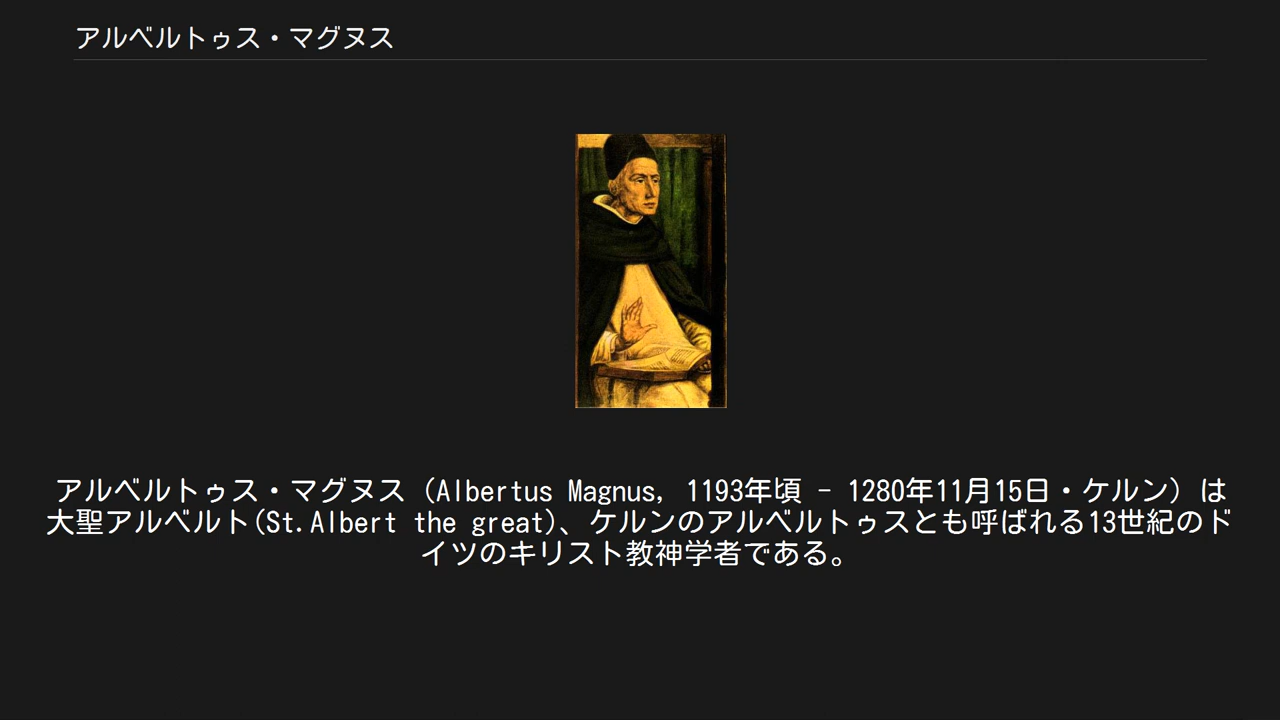 アルベルトゥス・マグヌス
アルベルトゥス・マグヌス (Albertus Magnus, 1193年頃 - 1280年11月15日・ケルン) は
大聖アルベルト(St.Albert the great)、ケルンのアルベルトゥスとも呼ばれる13世紀のド
イツのキリスト教神学者である。